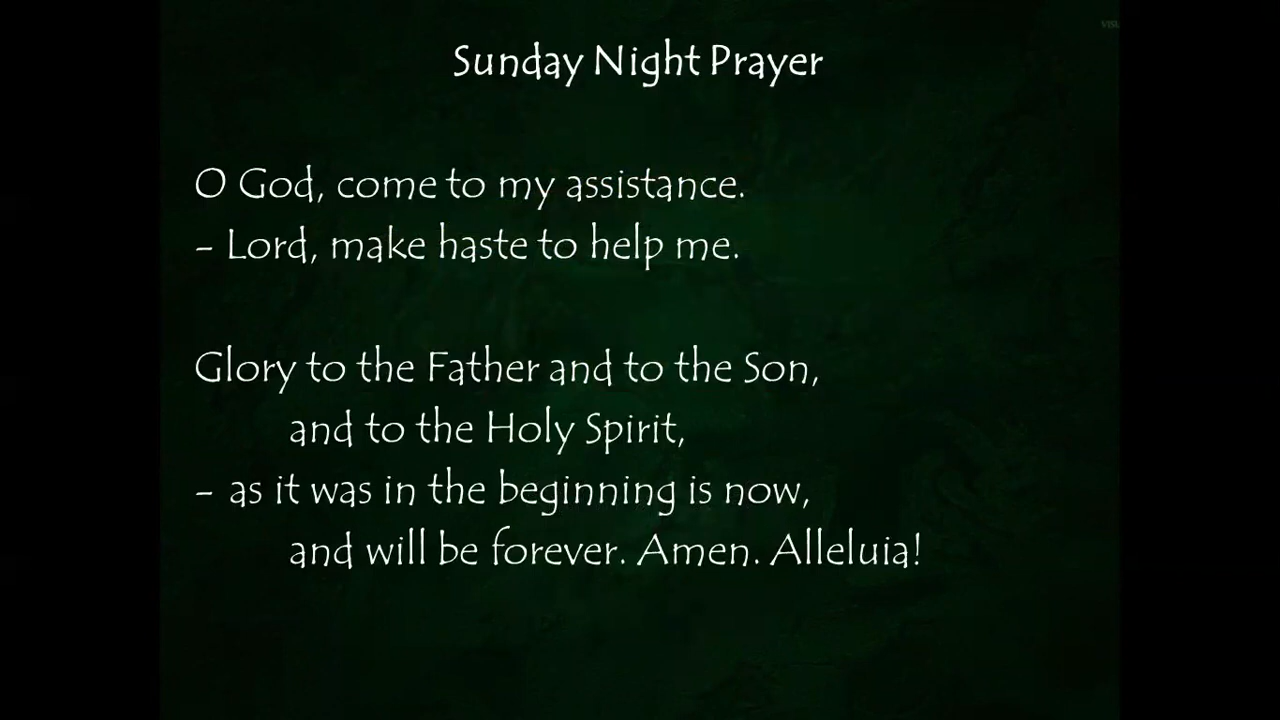 Sunday Night Prayer
O God, come to my assistance.
- Lord, make haste to help me.
Glory to the Father and to the Son,
and to the Holy Spirit,
- as it was in the beginning is now,
and will be forever. Amen. Alleluia!